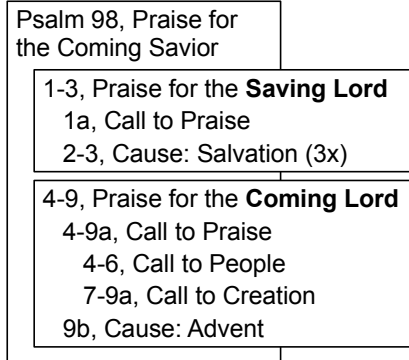 Psalm 98, Praise for
the Coming Savior
1-3, Praise for the Saving Lord
1a, Call to Praise
2-3, Cause: Salvation (3x)
4-9, Praise for the Coming Lord
4-9a, Call to Praise
4-6, Call to People
7-9a, Call to Creation
9b, Cause: Advent